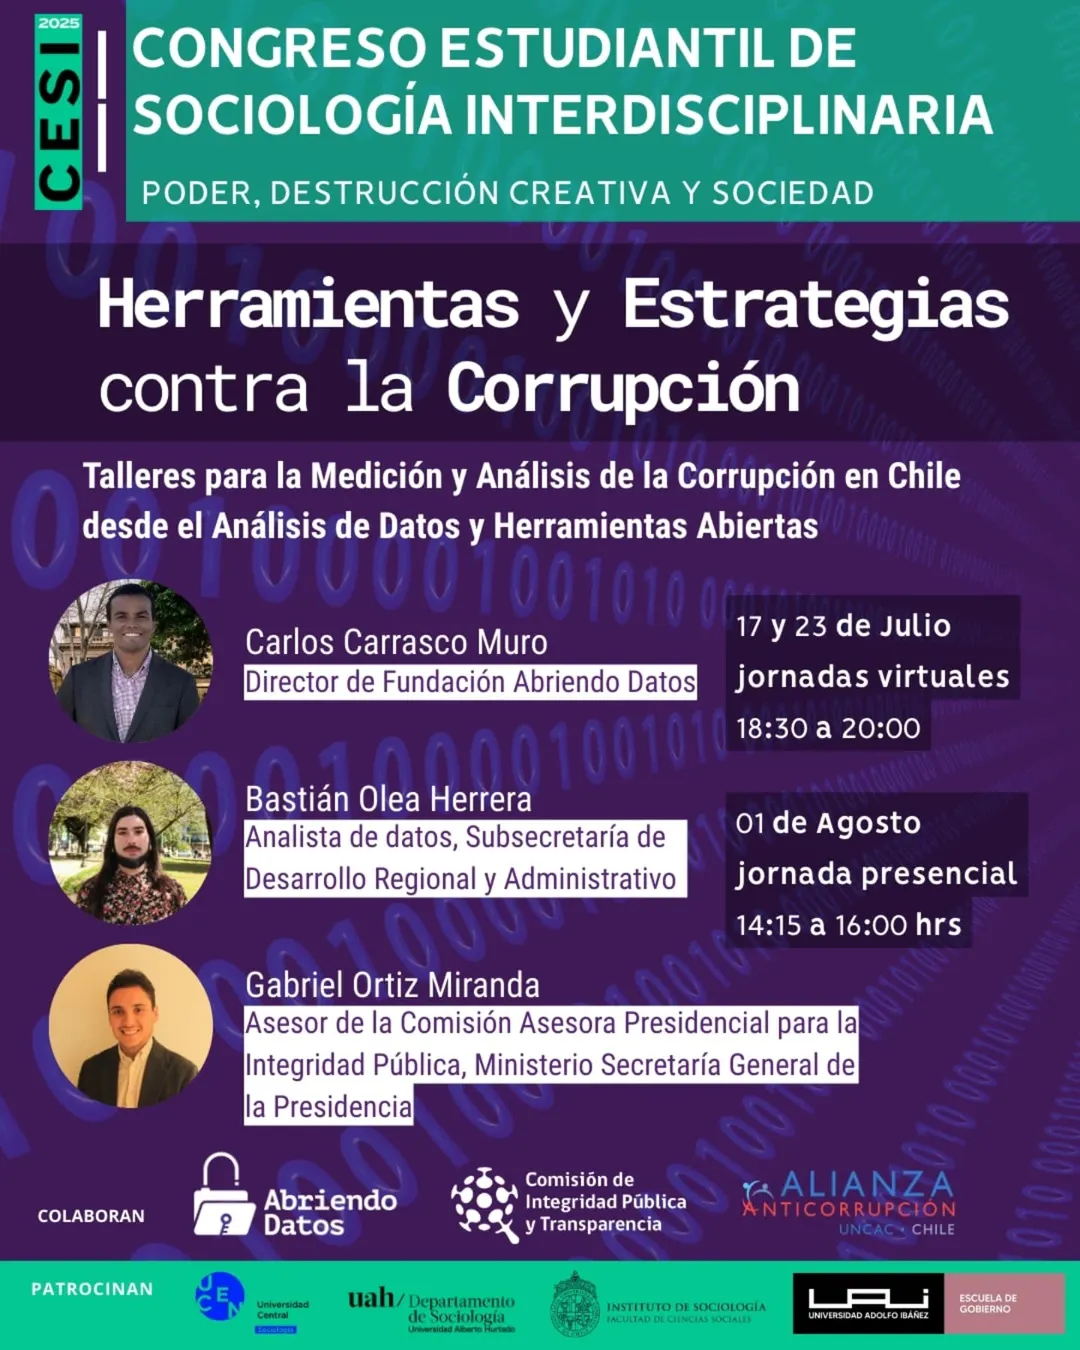 2025
CESI
CONGRESO ESTUDIANTIL DE
SOCIOLOGÍA INTERDISCIPLINARIA
PODER, DESTRUCCIÓN CREATIVA Y SOCIEDAD
Herramientas y Estrategias
contra la Corrupción
Talleres para la Medición y Análisis de la Corrupción en Chile
desde el Análisis de Datos y Herramientas Abiertas
Carlos Carrasco Muro
Director de Fundación Abriendo Datos
17 y 23 de Julio
jornadas virtuales
18:30 a 20:00
Bastián Olea Herrera
Analista de datos, Subsecretaría de
Desarrollo Regional y Administrativo
01 de Agosto
jornada presencial
14:15 a 16:00 hrs
Gabriel Ortiz Miranda
Asesor de la Comisión Asesora Presidencial para la
Integridad Pública, Ministerio Secretaría General de
la Presidencia
COLABORAN
Abriendo
Datos
Comisión de
Integridad Pública
y Transparencia
ALIANZA
ANTICORRUPCIÓN
UNCAC · CHILE
PATROCINAN
UCEN
Universidad
Central
Sociología
uah/ Departamento
de Sociología
Universidad Alberto Hurtado
INSTITUTO DE SOCIOLOGÍA
FACULTAD DE CIENCIAS SOCIALES
UAI
UNIVERSIDAD ADOLFO IBÁÑEZ
ESCUELA DE
GOBIERNO